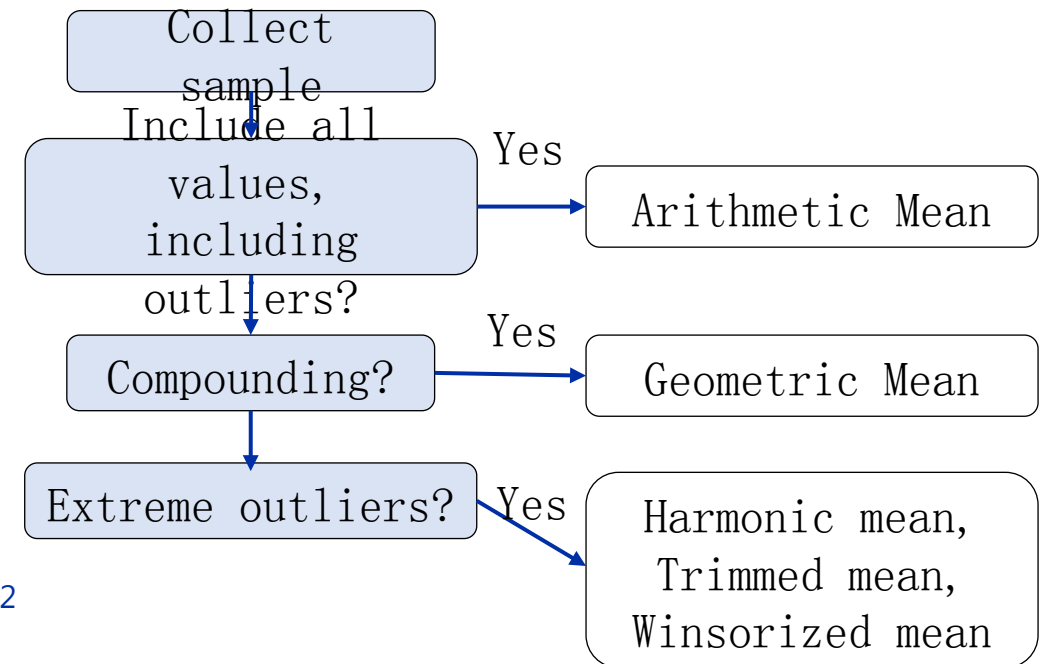 Collect
sample
Include all
values,
including
outliers?
Yes
Arithmetic Mean
Compounding?
Yes
Geometric Mean
Extreme outliers?
Yes
Harmonic mean,
Trimmed mean,
Winsorized mean
2